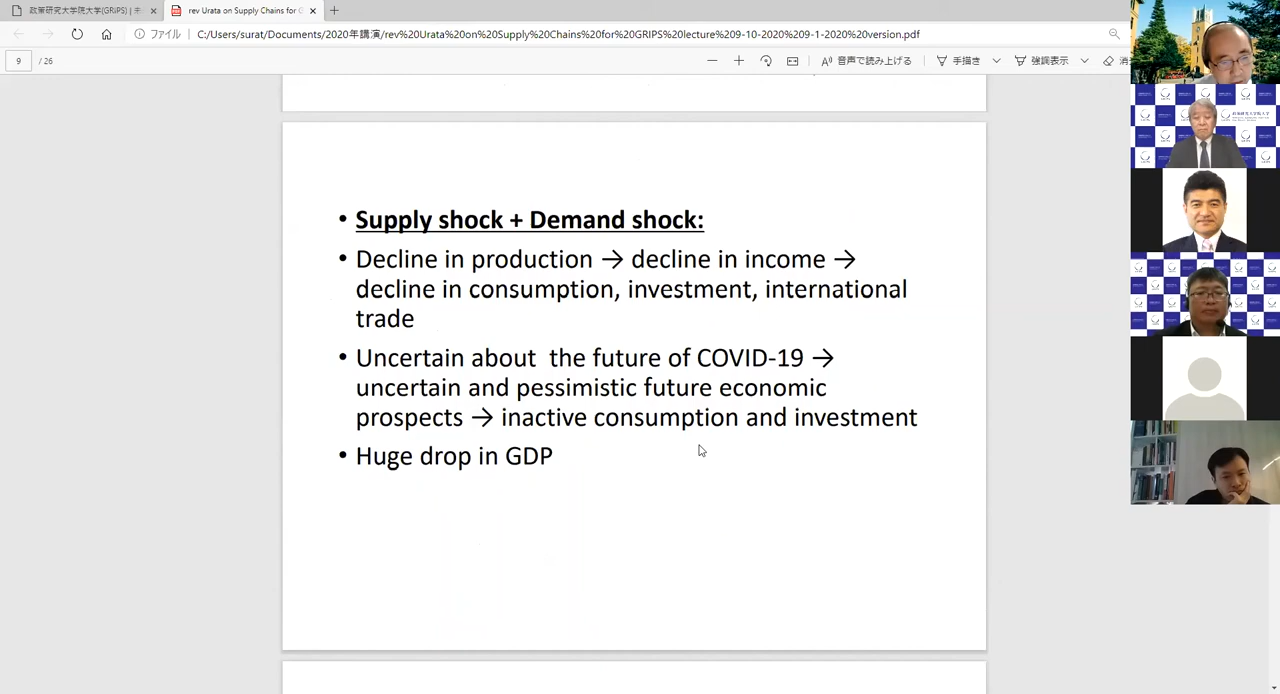 政策研究大学院大学(GRIPS) | 未
rev Urata on Supply Chains for G
ファイル
C:/Users/surat/Documents/2020年講演/rev%20Urata%20on%20Supply%20Chains%20for%20GRIPS%20lecture%209-10-2020%209-1-2020%20version.pdf
9 / 26
音声で読み上げる
手描き
強調表示
• Supply shock + Demand shock:
• Decline in production → decline in income →
decline in consumption, investment, international
trade
• Uncertain about the future of COVID-19 →
uncertain and pessimistic future economic
prospects → inactive consumption and investment
• Huge drop in GDP